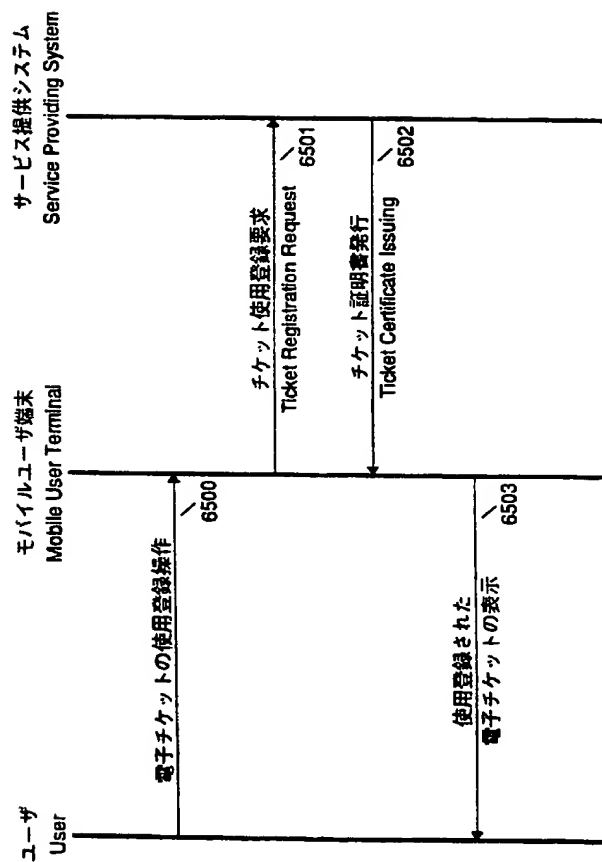 ユーザ
User
モバイルユーザ端末
Mobile User Terminal
サービス提供システム
Service Providing System
電子チケットの使用登録操作
6500
チケット使用登録要求
Ticket Registration Request
6501
チケット証明書発行
Ticket Certificate Issuing
6502
使用登録された
電子チケットの表示
6503